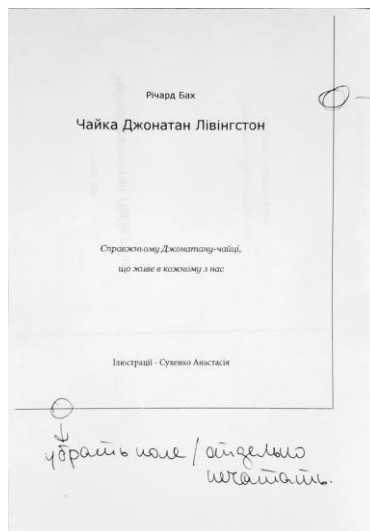 Річард Бах
Чайка Джонатан Лівінгстон
Справжньому Джонатану-чайці,
що живе в кожному з нас
Ілюстрації - Сухенко Анастасія
убрать поле / отдельно
печатать.